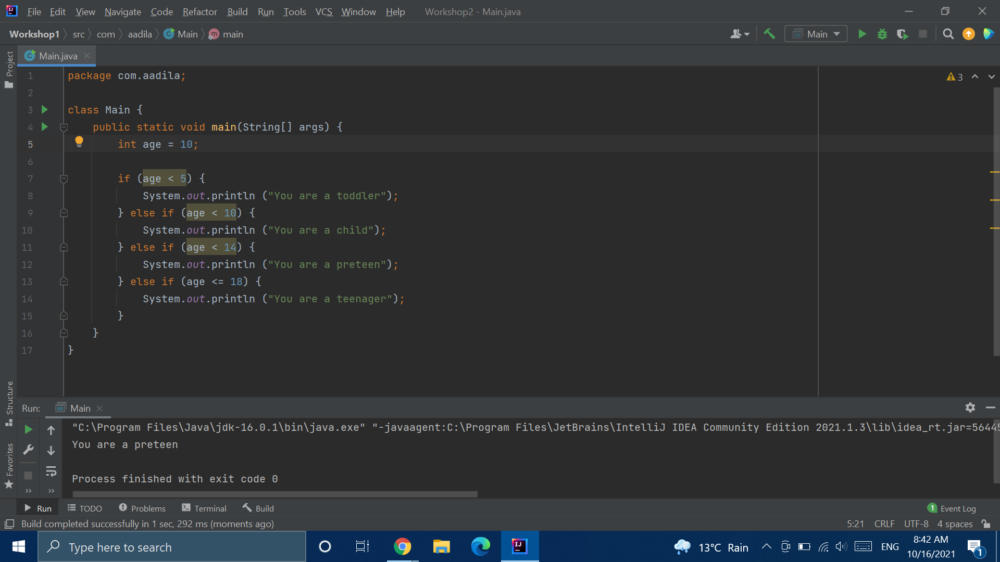 File Edit View Navigate Code Refactor Build Run Tools VCS Window Help Workshop2 - Main.java
Workshop1 src com aadila Main main Main
Main.java
Project
1 package com.aadila;
2
3 class Main {
4 public static void main(String[] args) {
5 int age = 10;
6
7 if (age < 5) {
8 System.out.println ("You are a toddler");
9 } else if (age < 10) {
10 System.out.println ("You are a child");
11 } else if (age < 14) {
12 System.out.println ("You are a preteen");
13 } else if (age <= 18) {
14 System.out.println ("You are a teenager");
15 }
16 }
17 }
3
Structure
Favorites
Run: Main
"C:\Program Files\Java\jdk-16.0.1\bin\java.exe" "-javaagent:C:\Program Files\JetBrains\IntelliJ IDEA Community Edition 2021.1.3\lib\idea_rt.jar=56445
You are a preteen
Process finished with exit code 0
Run TODO Problems Terminal Build 1 Event Log
Build completed successfully in 1 sec, 292 ms (moments ago) 5:21 CRLF UTF-8 4 spaces
Type here to search 13°C Rain ENG 8:42 AM
10/16/2021 1